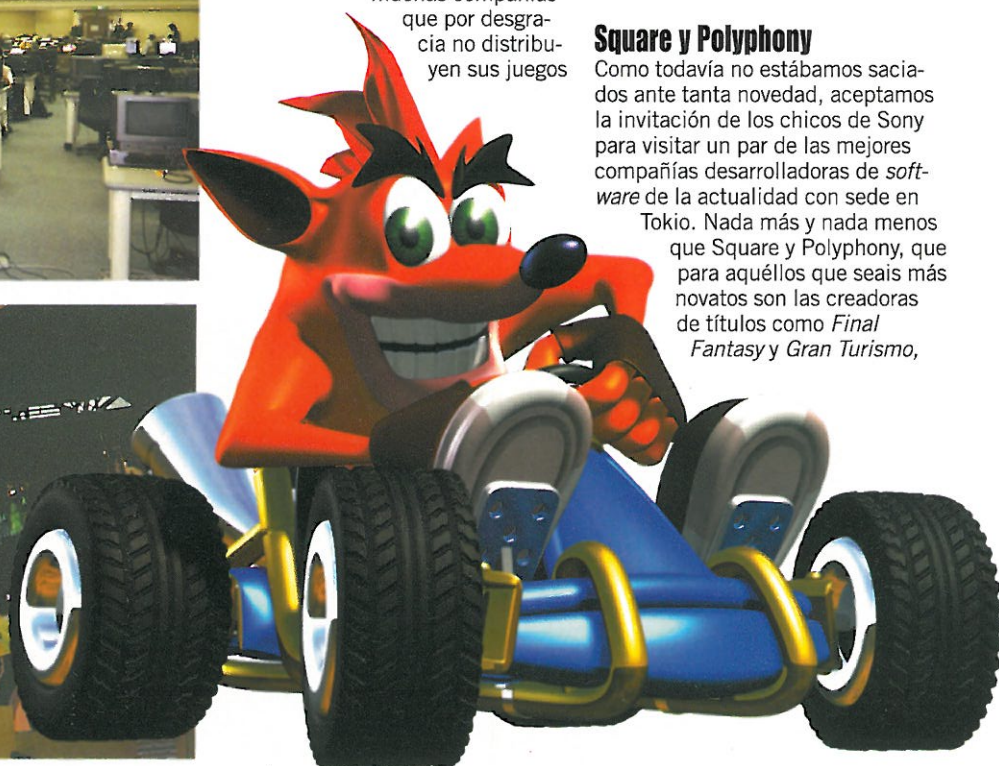 que por desgra-
cia no distribu-
yen sus juegos
Square y Polyphony
Como todavía no estábamos sacia-
dos ante tanta novedad, aceptamos
la invitación de los chicos de Sony
para visitar un par de las mejores
compañías desarrolladoras de soft-
ware de la actualidad con sede en
Tokio. Nada más y nada menos
que Square y Polyphony, que
para aquéllos que seais más
novatos son las creadoras
de títulos como Final
Fantasy y Gran Turismo,